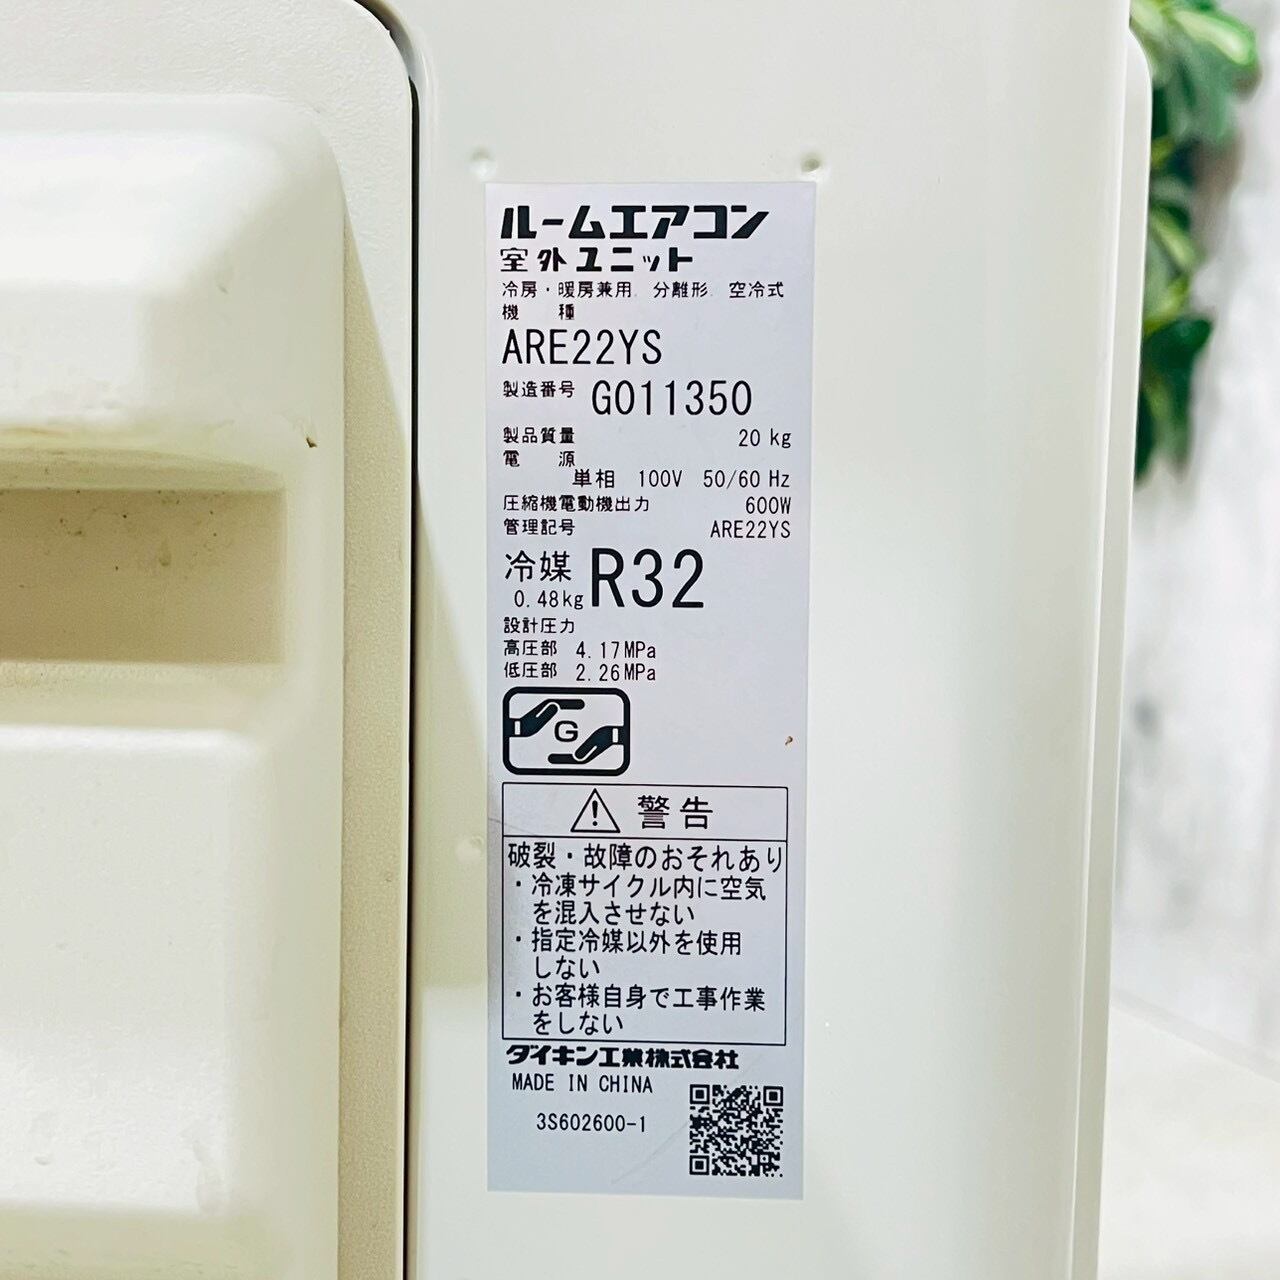 ルームエアコン
室外ユニット
冷房・暖房兼用 分離形 空冷式
機 種
ARE22YS
製造番号 G011350
製品質量 20kg
電 源
単相 100V 50/60Hz
圧縮機電動機出力 600W
管理記号 ARE22YS
冷媒 R32
0.48kg
設計圧力
高圧部 4.17MPa
低圧部 2.26MPa
G
警告
破裂・故障のおそれあり
・冷凍サイクル内に空気
を混入させない
・指定冷媒以外を使用
しない
・お客様自身で工事作業
をしない
ダイキン工業株式会社
MADE IN CHINA
3S602600-1